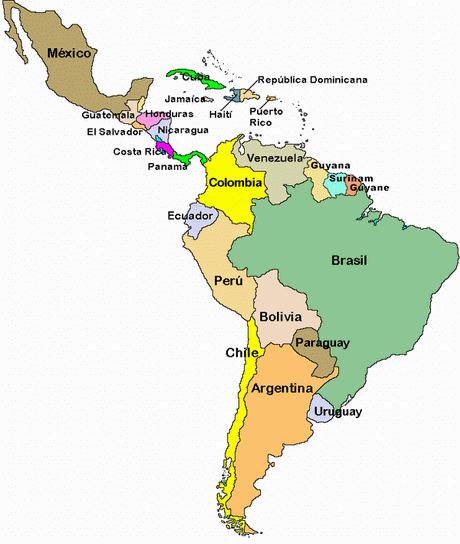 México
Cuba
República Dominicana
Jamaíca
Haití
Puerto
Rico
Guatemala
Honduras
El Salvador
Nicaragua
Costa Rica
Panama
Venezuela
Guyana
Surinam
Guyane
Colombia
Ecuador
Brasil
Perú
Bolivia
Paraguay
Chile
Argentina
Uruguay